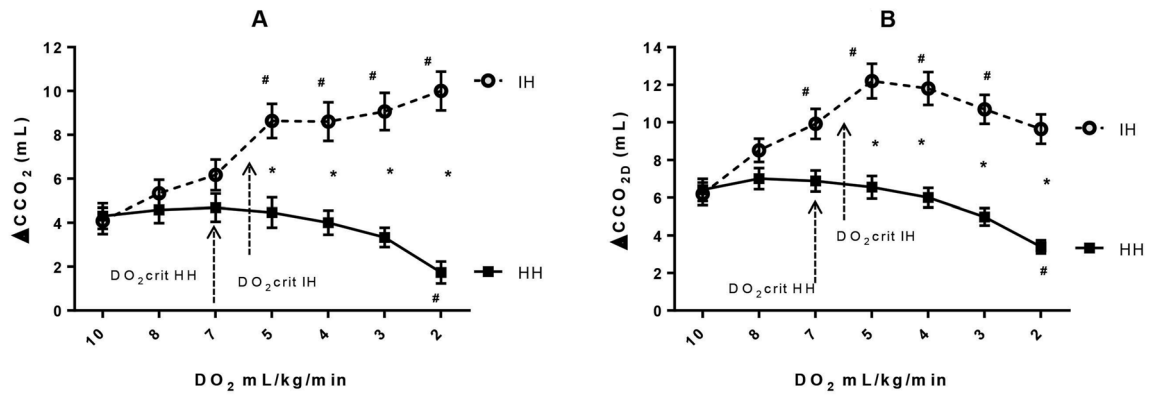 A
▲CCO2 (mL)
12
10
8
6
4
2
0
# # # # #
* * * *
IH
HH
DO2crit HH
DO2crit IH
10 8 7 5 4 3 2
DO2 mL/kg/min
B
▲CCO2D (mL)
14
12
10
8
6
4
2
0
# # # # #
* * * *
IH
HH
DO2crit IH
DO2crit HH
10 8 7 5 4 3 2
DO2 mL/kg/min